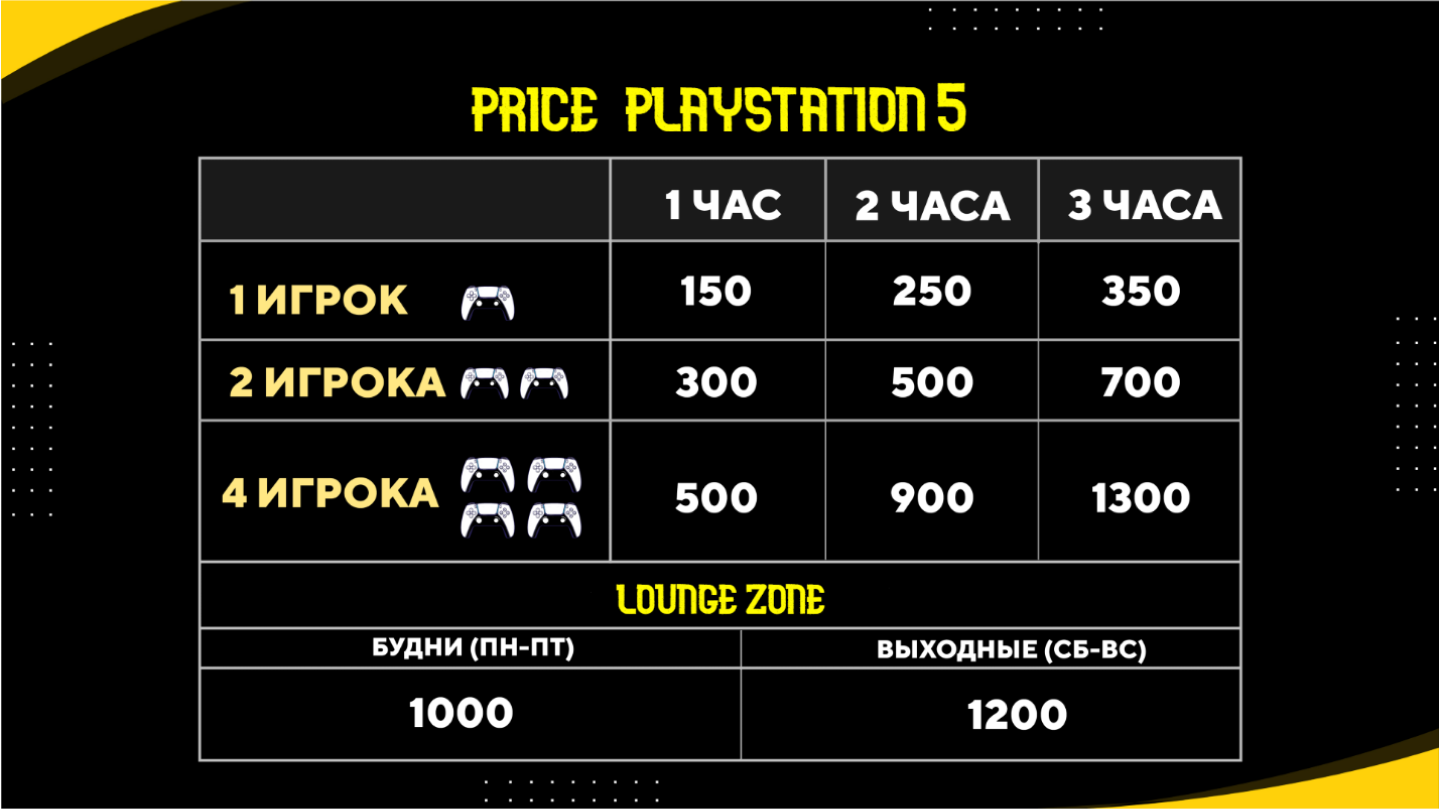 PRICE PLAYSTATION 5
1 ЧАС 2 ЧАСА 3 ЧАСА
1 ИГРОК 150 250 350
2 ИГРОКА 300 500 700
4 ИГРОКА 500 900 1300
LOUNGE ZONE
БУДНИ (ПН-ПТ) ВЫХОДНЫЕ (СБ-ВС)
1000 1200